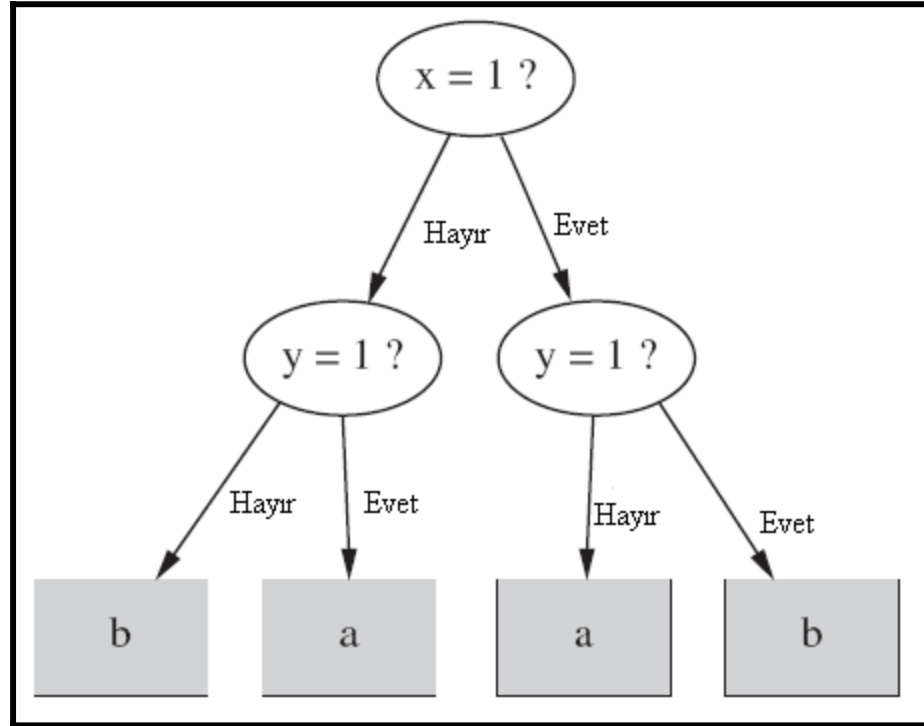 x = 1 ?
Hayır
Evet
y = 1 ?
y = 1 ?
Hayır
Evet
Hayır
Evet
b
a
a
b